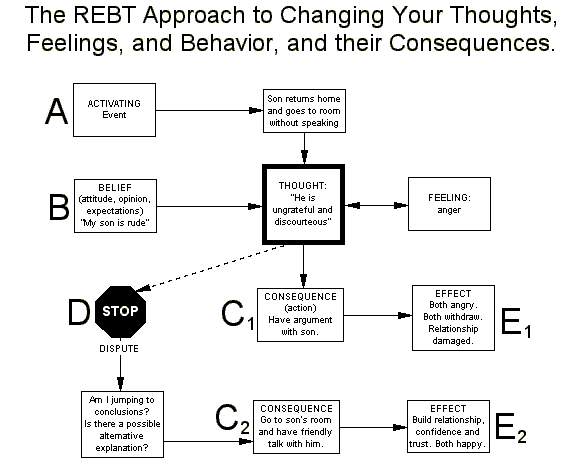 The REBT Approach to Changing Your Thoughts,
Feelings, and Behavior, and their Consequences.
A
ACTIVATING
Event
Son returns home
and goes to room
without speaking
B
BELIEF
(attitude, opinion,
expectations)
"My son is rude"
THOUGHT:
"He is
ungrateful and
discourteous"
FEELING:
anger
D
STOP
DISPUTE
C1
CONSEQUENCE
(action)
Have argument
with son.
EFFECT
Both angry.
Both withdraw.
Relationship
damaged.
E1
Am I jumping to
conclusions?
Is there a possible
alternative
explanation?
C2
CONSEQUENCE
Go to son's room
and have friendly
talk with him.
EFFECT
Build relationship,
confidence and
trust. Both happy.
E2